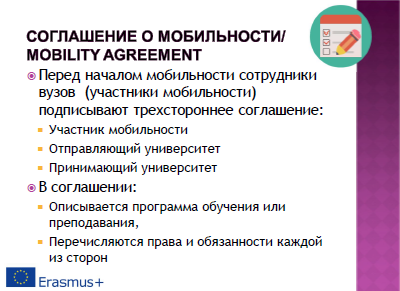 СОГЛАШЕНИЕ О МОБИЛЬНОСТИ/
MOBILITY AGREEMENT
Перед началом мобильности сотрудники
вузов (участники мобильности)
подписывают трехстороннее соглашение:
Участник мобильности
Отправляющий университет
Принимающий университет
В соглашении:
Описывается программа обучения или
преподавания,
Перечисляются права и обязанности каждой
из сторон
Erasmus+